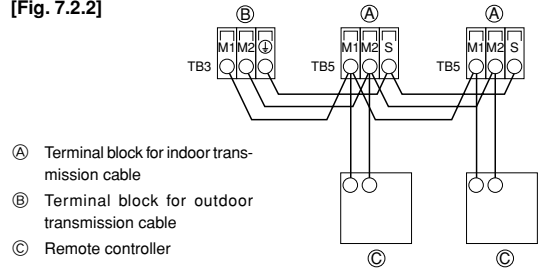 [Fig. 7.2.2]
Ⓑ Ⓐ Ⓐ
M1 M2 ⏚ M1 M2 S M1 M2 S
TB3 TB5 TB5
Ⓐ Terminal block for indoor trans-
mission cable
Ⓑ Terminal block for outdoor
transmission cable
Ⓒ Remote controller
Ⓒ Ⓒ